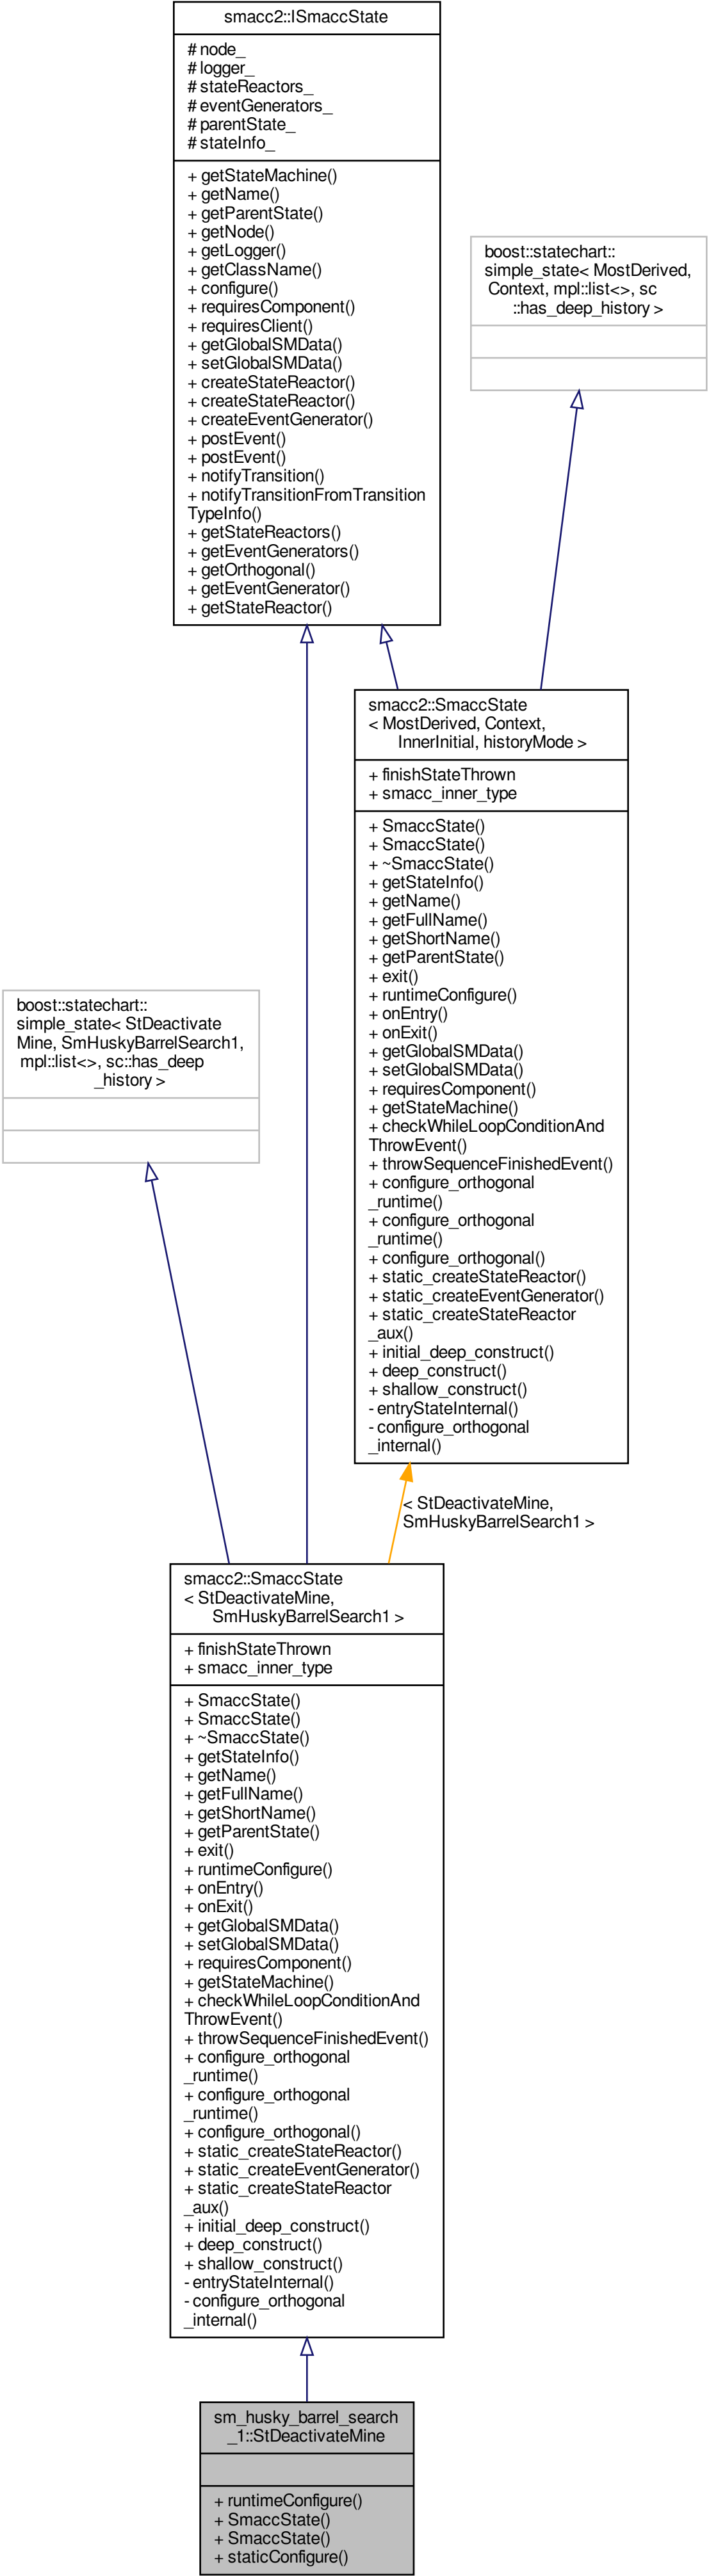 smacc2::ISmaccState
# node_
# logger_
# stateReactors_
# eventGenerators_
# parentState_
# stateInfo_
+ getStateMachine()
+ getName()
+ getParentState()
+ getNode()
+ getLogger()
+ getClassName()
+ configure()
+ requiresComponent()
+ requiresClient()
+ getGlobalSMData()
+ setGlobalSMData()
+ createStateReactor()
+ createStateReactor()
+ createEventGenerator()
+ postEvent()
+ postEvent()
+ notifyTransition()
+ notifyTransitionFromTransition
TypeInfo()
+ getStateReactors()
+ getEventGenerators()
+ getOrthogonal()
+ getEventGenerator()
+ getStateReactor()
boost::statechart::
simple_state< MostDerived,
Context, mpl::list<>, sc
::has_deep_history >
smacc2::SmaccState
< MostDerived, Context,
InnerInitial, historyMode >
+ finishStateThrown
+ smacc_inner_type
+ SmaccState()
+ SmaccState()
+ ~SmaccState()
+ getStateInfo()
+ getName()
+ getFullName()
+ getShortName()
+ getParentState()
+ exit()
+ runtimeConfigure()
+ onEntry()
+ onExit()
+ getGlobalSMData()
+ setGlobalSMData()
+ requiresComponent()
+ getStateMachine()
+ checkWhileLoopConditionAnd
ThrowEvent()
+ throwSequenceFinishedEvent()
+ configure_orthogonal
_runtime()
+ configure_orthogonal
_runtime()
+ configure_orthogonal()
+ static_createStateReactor()
+ static_createEventGenerator()
+ static_createStateReactor
_aux()
+ initial_deep_construct()
+ deep_construct()
+ shallow_construct()
- entryStateInternal()
- configure_orthogonal
_internal()
boost::statechart::
simple_state< StDeactivate
Mine, SmHuskyBarrelSearch1,
mpl::list<>, sc::has_deep
_history >
< StDeactivateMine,
SmHuskyBarrelSearch1 >
smacc2::SmaccState
< StDeactivateMine,
SmHuskyBarrelSearch1 >
+ finishStateThrown
+ smacc_inner_type
+ SmaccState()
+ SmaccState()
+ ~SmaccState()
+ getStateInfo()
+ getName()
+ getFullName()
+ getShortName()
+ getParentState()
+ exit()
+ runtimeConfigure()
+ onEntry()
+ onExit()
+ getGlobalSMData()
+ setGlobalSMData()
+ requiresComponent()
+ getStateMachine()
+ checkWhileLoopConditionAnd
ThrowEvent()
+ throwSequenceFinishedEvent()
+ configure_orthogonal
_runtime()
+ configure_orthogonal
_runtime()
+ configure_orthogonal()
+ static_createStateReactor()
+ static_createEventGenerator()
+ static_createStateReactor
_aux()
+ initial_deep_construct()
+ deep_construct()
+ shallow_construct()
- entryStateInternal()
- configure_orthogonal
_internal()
sm_husky_barrel_search
_1::StDeactivateMine
+ runtimeConfigure()
+ SmaccState()
+ SmaccState()
+ staticConfigure()